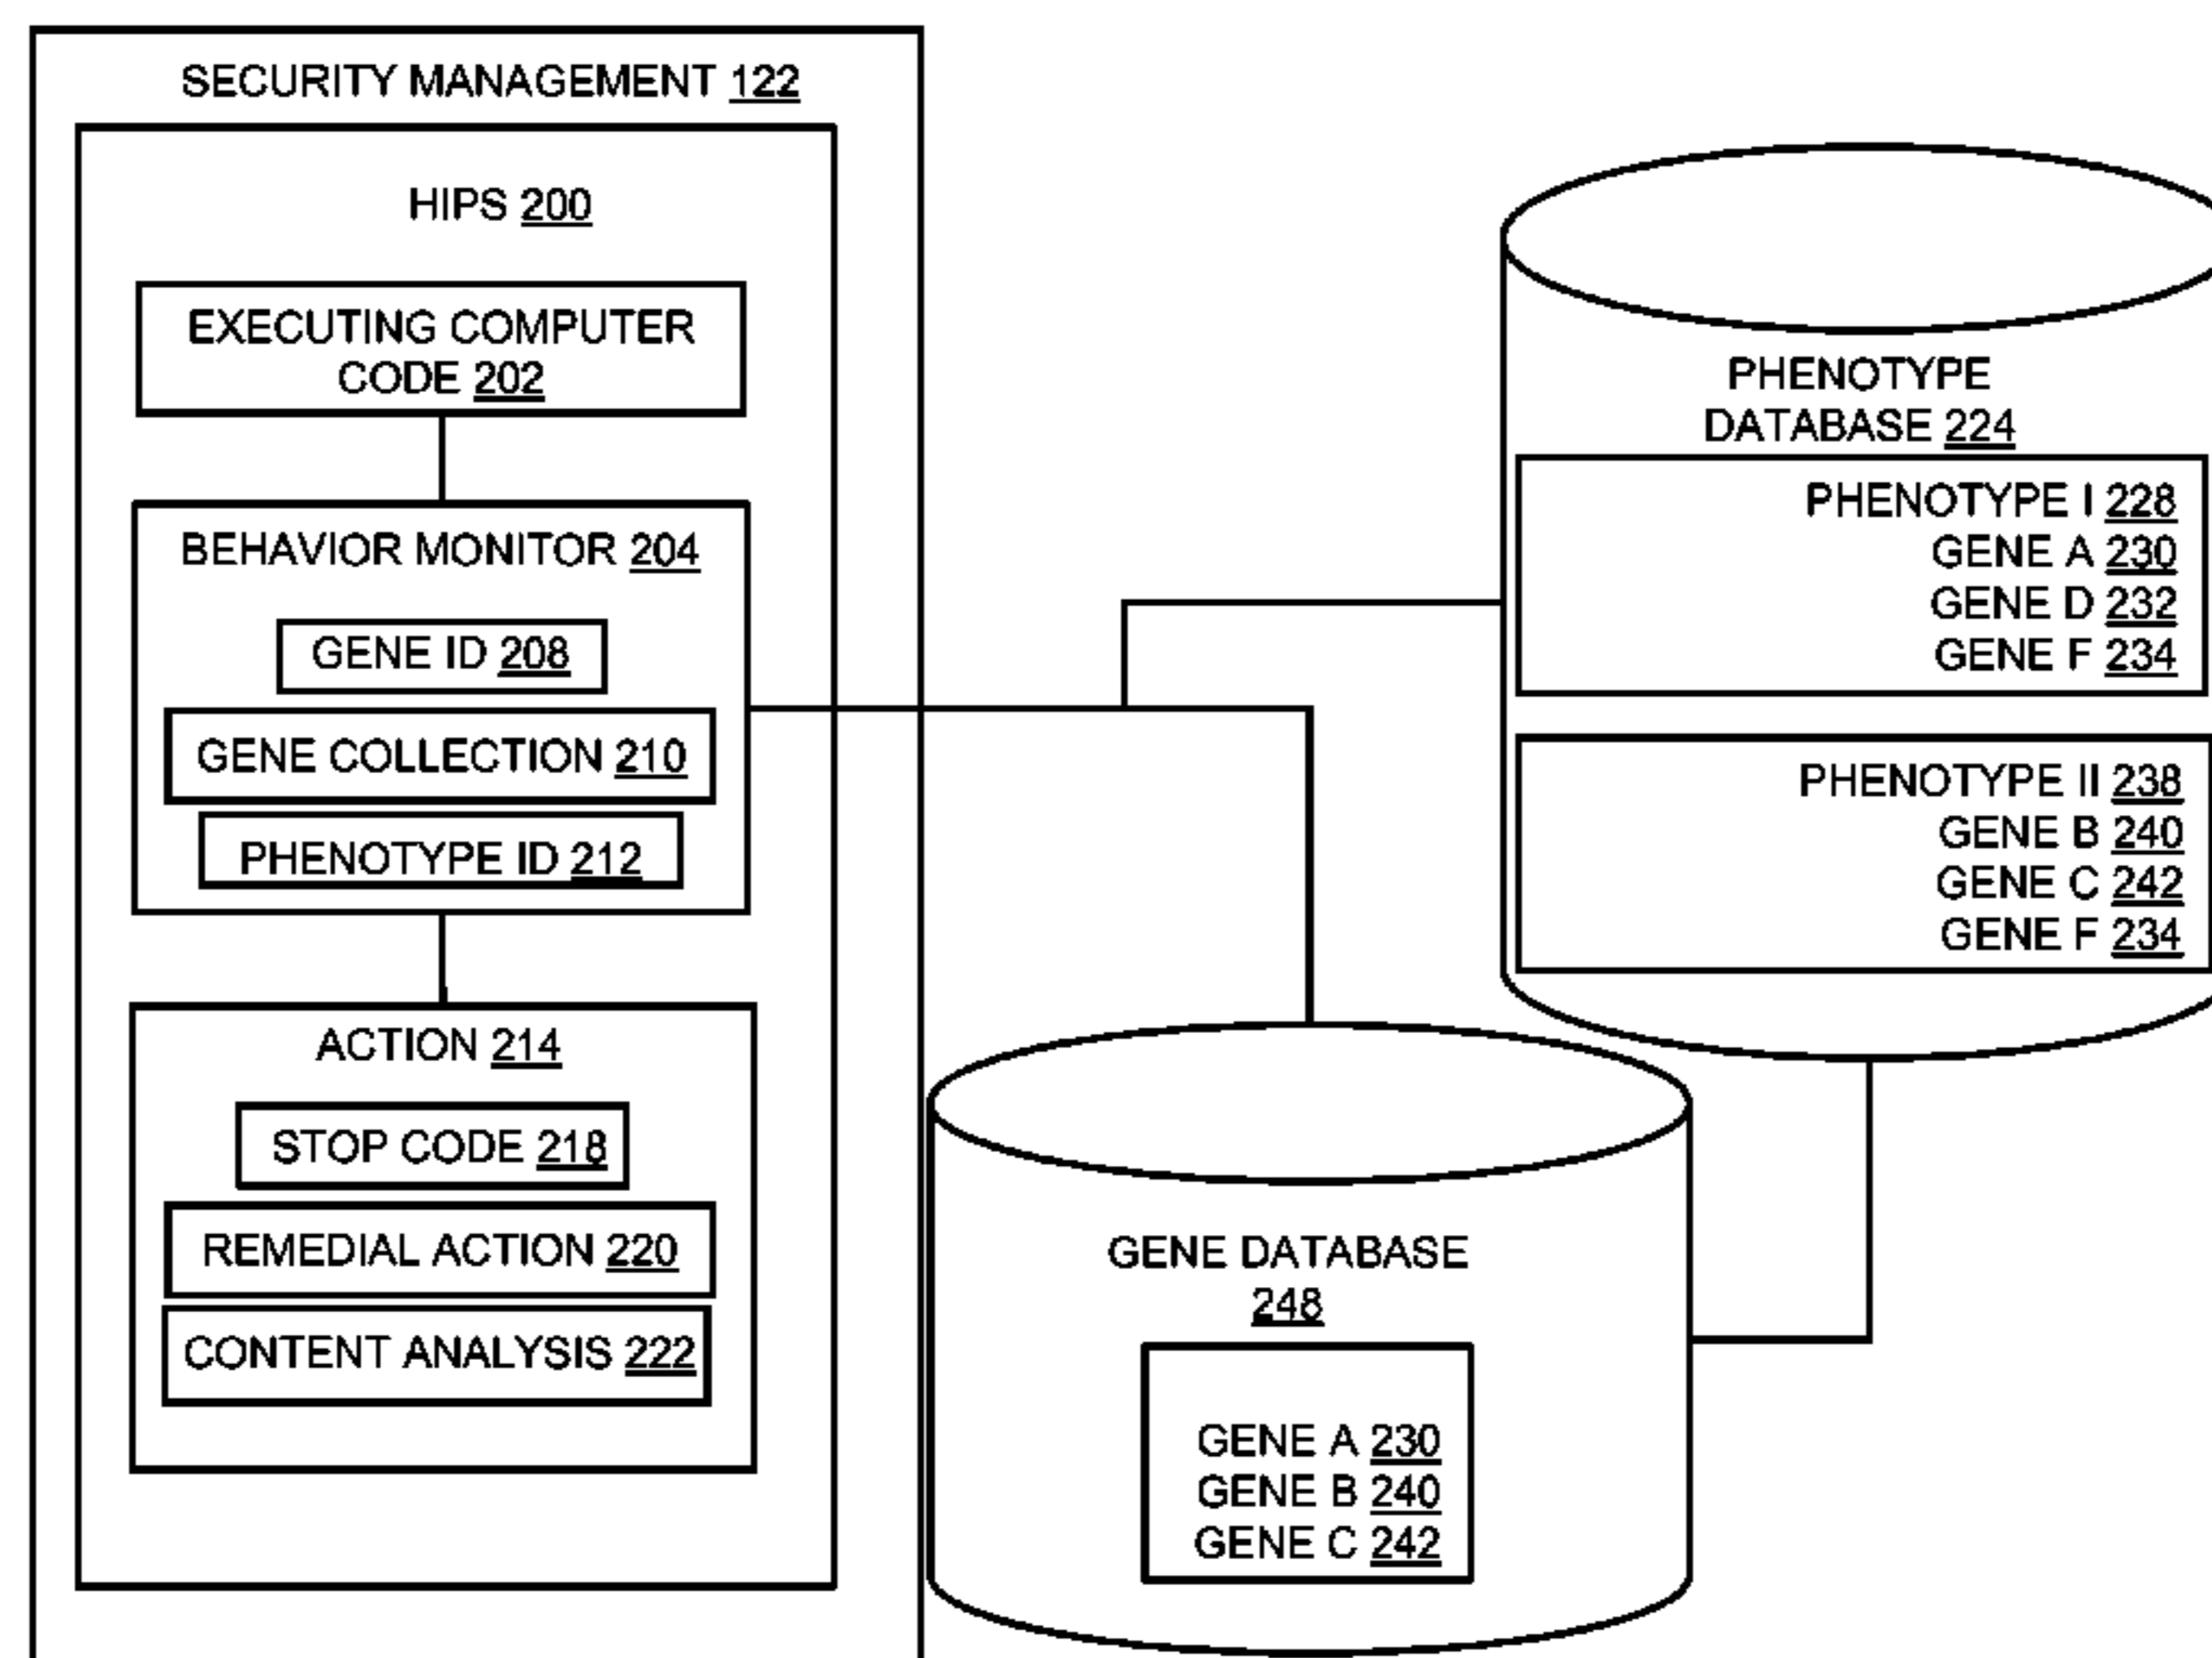 SECURITY MANAGEMENT 122
HIPS 200
EXECUTING COMPUTER
CODE 202
BEHAVIOR MONITOR 204
GENE ID 208
GENE COLLECTION 210
PHENOTYPE ID 212
ACTION 214
STOP CODE 218
REMEDIAL ACTION 220
CONTENT ANALYSIS 222
PHENOTYPE
DATABASE 224
PHENOTYPE I 228
GENE A 230
GENE D 232
GENE F 234
PHENOTYPE II 238
GENE B 240
GENE C 242
GENE F 234
GENE DATABASE
248
GENE A 230
GENE B 240
GENE C 242